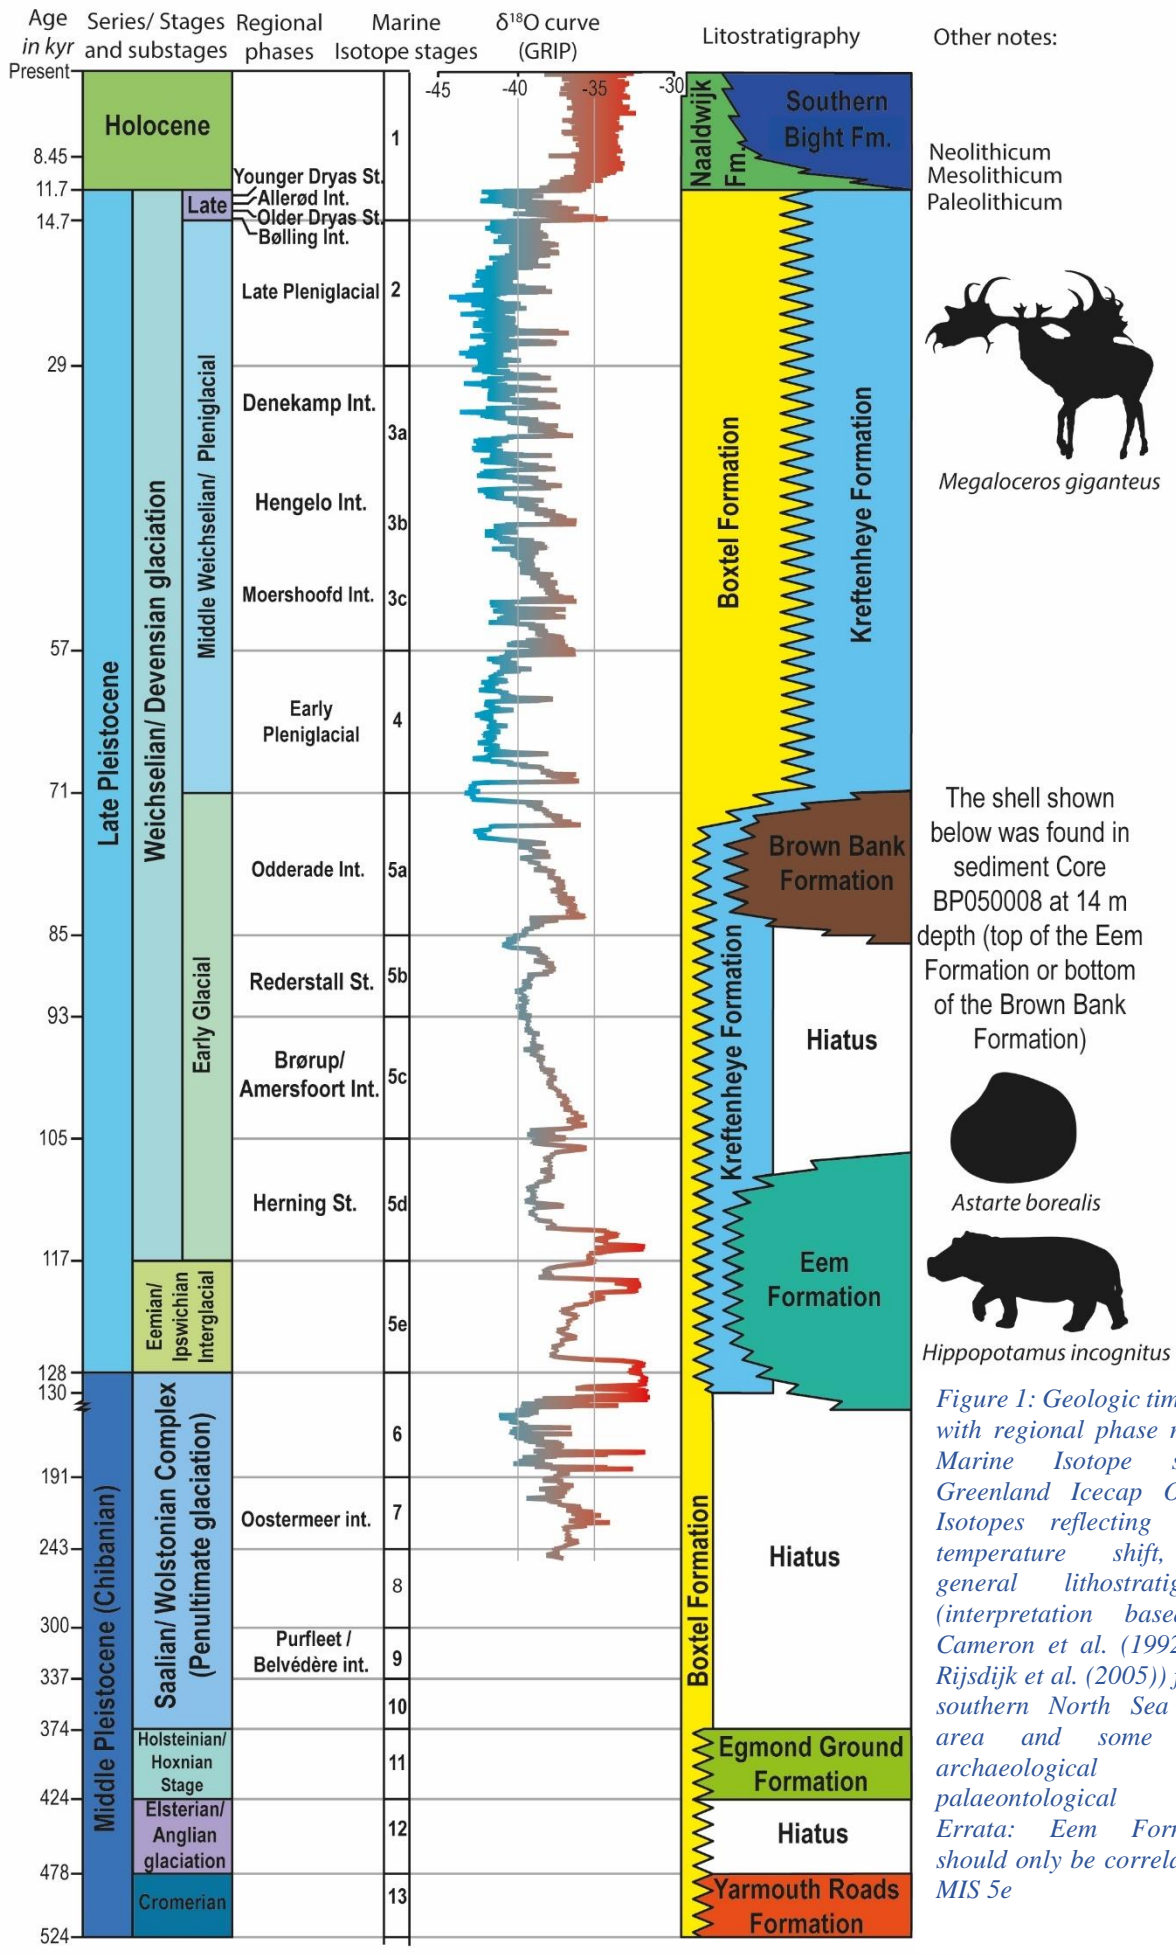 Age
in kyr
Series/ Stages
and substages
Regional
phases
Marine
Isotope stages
δ¹⁸O curve
(GRIP)
Litostratigraphy
Other notes:
Present
-45
-40
-35
-30
8.45
11.7
14.7
29
57
71
85
93
105
117
128
130
191
243
300
337
374
424
478
524
Holocene
Late Pleistocene
Middle Pleistocene (Chibanian)
Weichselian/ Devensian glaciation
Late
Middle Weichselian/ Pleniglacial
Early Glacial
Eemian/
Ipswichian
Interglacial
Saalian/ Wolstonian Complex
(Penultimate glaciation)
Holsteinian/
Hoxnian
Stage
Elsterian/
Anglian
glaciation
Cromerian
Younger Dryas St.
Allerød Int.
Older Dryas St.
Bølling Int.
Late Pleniglacial
Denekamp Int.
Hengelo Int.
Moershoofd Int.
Early
Pleniglacial
Odderade Int.
Rederstall St.
Brørup/
Amersfoort Int.
Herning St.
Oostermeer int.
Purfleet /
Belvédère int.
1
2
3a
3b
3c
4
5a
5b
5c
5d
5e
6
7
8
9
10
11
12
13
Naaldwijk
Fm.
Southern
Bight Fm.
Boxtel Formation
Kreftenheye Formation
Brown Bank
Formation
Kreftenheye Formation
Hiatus
Eem
Formation
Boxtel Formation
Hiatus
Egmond Ground
Formation
Hiatus
Yarmouth Roads
Formation
Neolithicum
Mesolithicum
Paleolithicum
Megaloceros giganteus
The shell shown
below was found in
sediment Core
BP050008 at 14 m
depth (top of the Eem
Formation or bottom
of the Brown Bank
Formation)
Astarte borealis
Hippopotamus incognitus
Figure 1: Geologic tim
with regional phase
Marine Isotope s
Greenland Icecap O
Isotopes reflecting
temperature shift,
general lithostratig
(interpretation based
Cameron et al. (1992
Rijsdijk et al. (2005))
southern North Sea
area and some
archaeological
palaeontological
Errata: Eem Form
should only be correla
MIS 5e